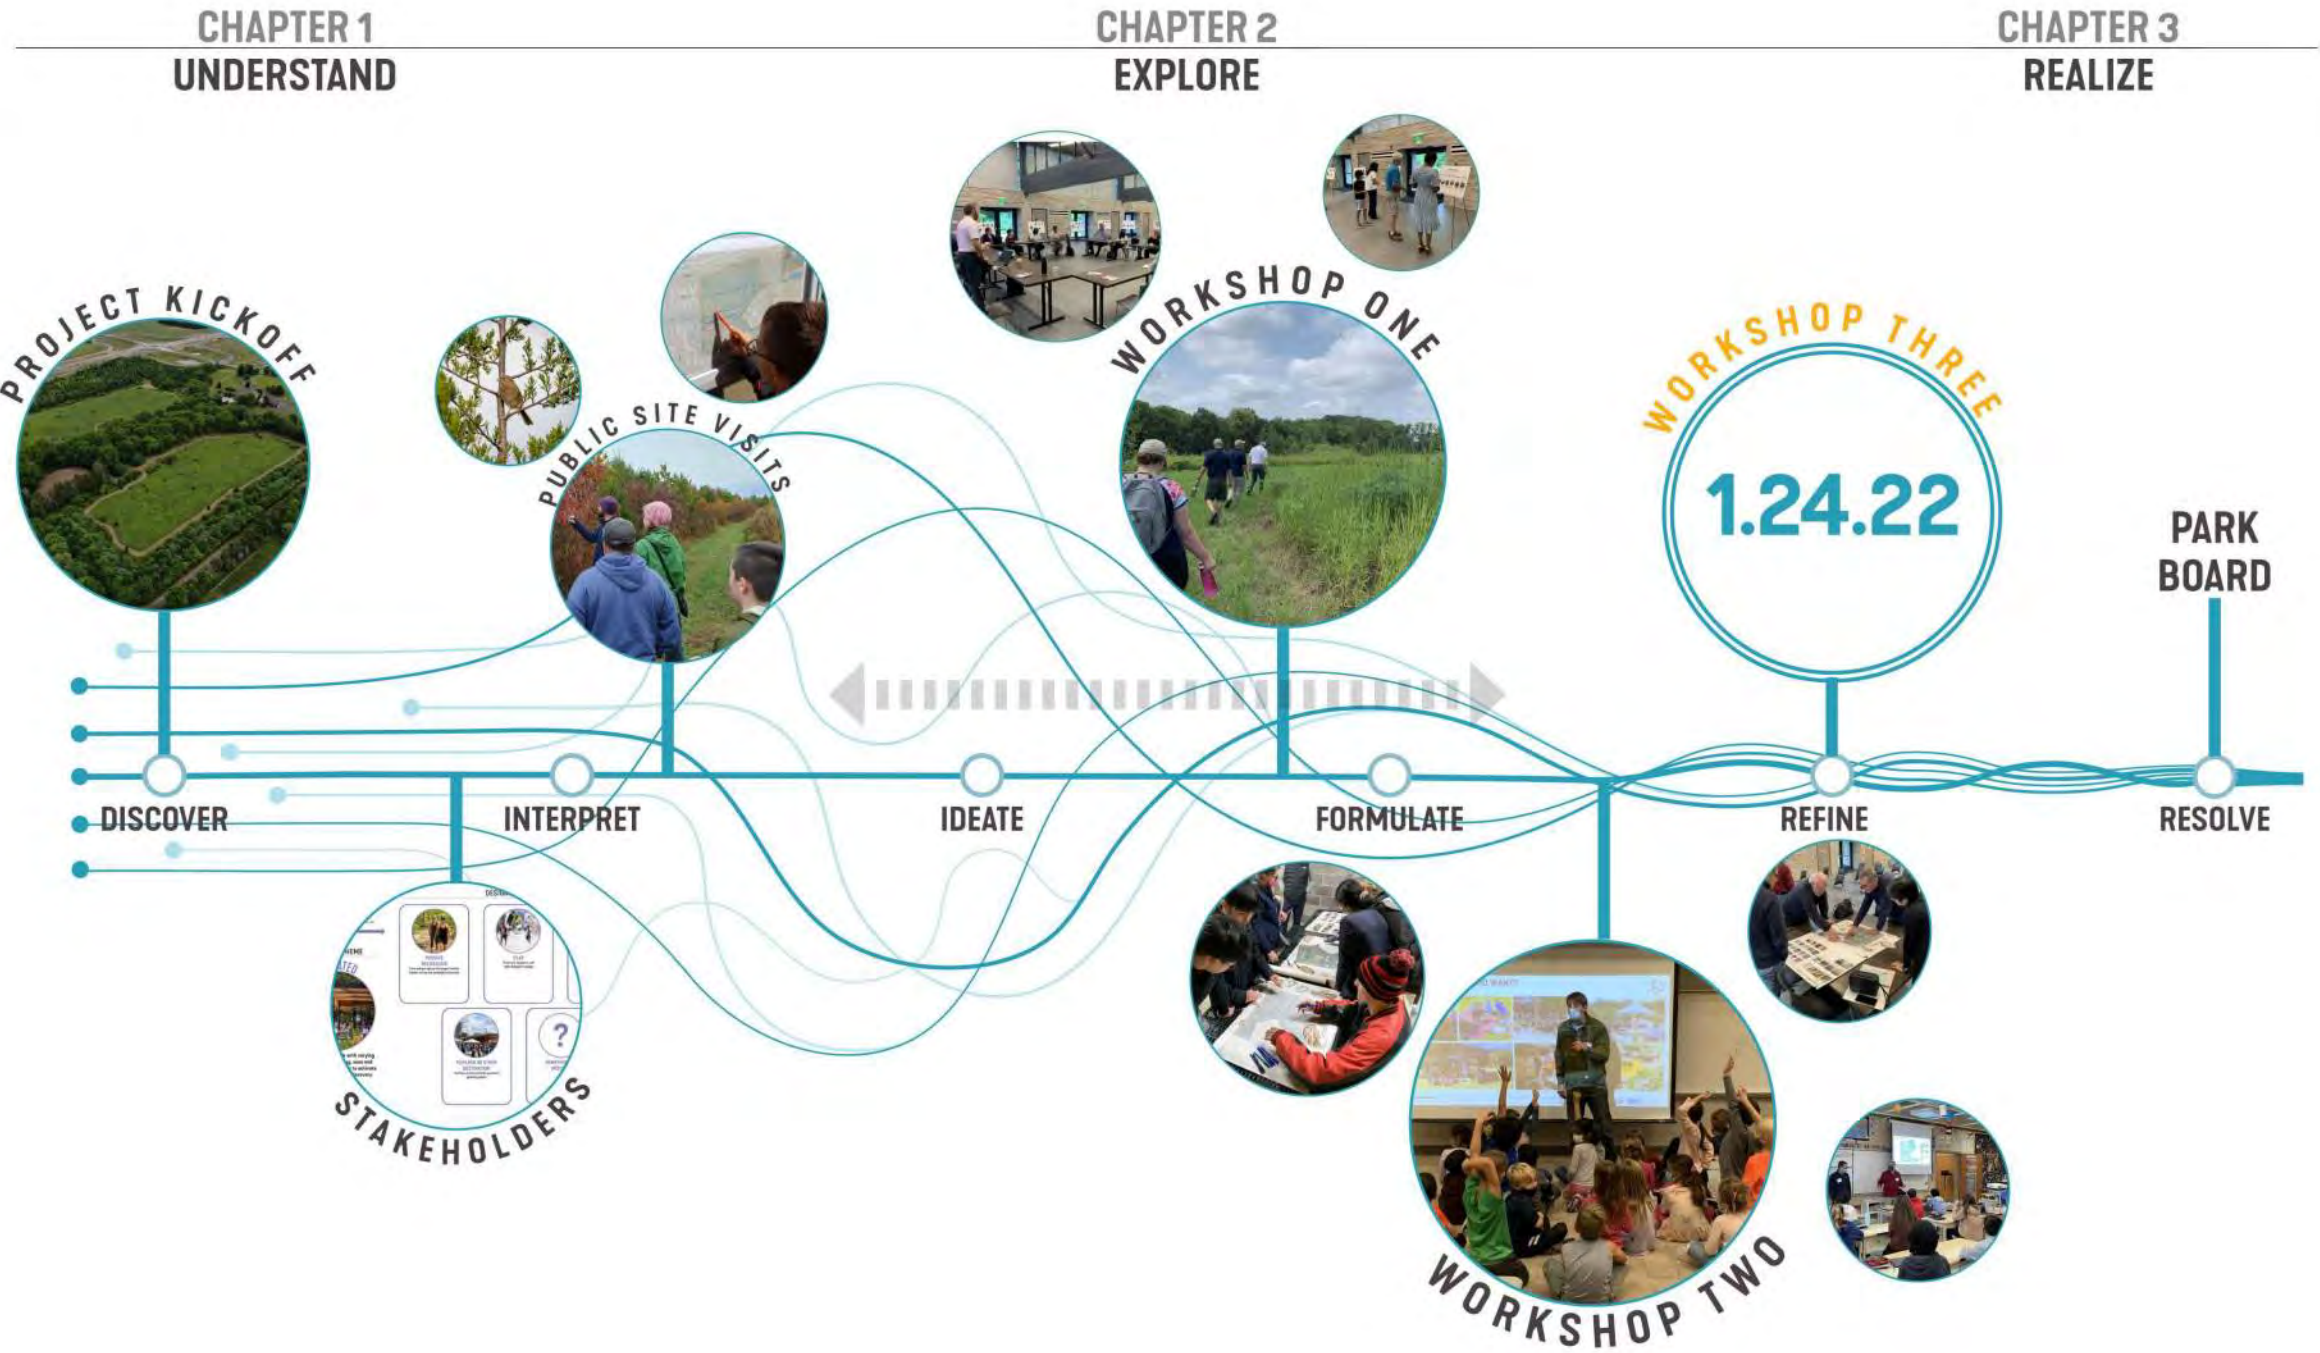 CHAPTER 1
UNDERSTAND
CHAPTER 2
EXPLORE
CHAPTER 3
REALIZE
PROJECT KICKOFF
PUBLIC SITE VISITS
WORKSHOP ONE
WORKSHOP THREE
1.24.22
PARK
BOARD
DISCOVER
INTERPRET
IDEATE
FORMULATE
REFINE
RESOLVE
?
STAKEHOLDERS
WORKSHOP TWO